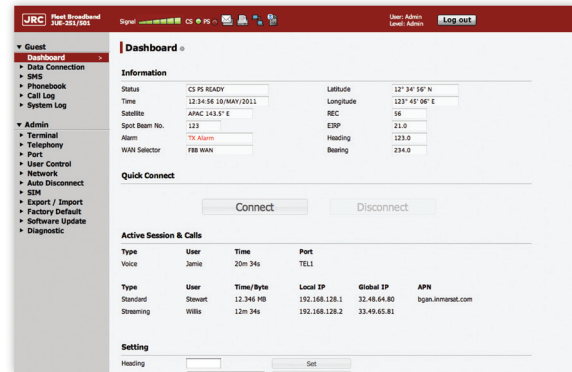 JRC Fleet Broadband JUE-251/501 Signal CS PS User: Admin Level: Admin Log out
▼ Guest
Dashboard >
► Data Connection
► SMS
► Phonebook
► Call Log
► System Log
▼ Admin
► Terminal
► Telephony
► Port
► User Control
► Network
► Auto Disconnect
► SIM
► Export / Import
► Factory Default
► Software Update
► Diagnostic
Dashboard
Information
Status CS PS READY Latitude 12° 34' 56" N
Time 12:34:56 10/MAY/2011 Longitude 123° 45' 06" E
Satellite APAC 143.5° E REC 56
Spot Beam No. 123 EIRP 21.0
Alarm TX Alarm Heading 123.0
WAN Selector FBB WAN Bearing 234.0
Quick Connect
Connect Disconnect
Active Session & Calls
Type User Time Port
Voice Jamie 20m 34s TEL1
Type User Time/Byte Local IP Global IP APN
Standard Stewart 12.346 MB 192.168.128.1 32.48.64.80 bgan.inmarsat.com
Streaming Willis 12m 34s 192.168.128.2 33.49.65.81
Setting
Heading Set